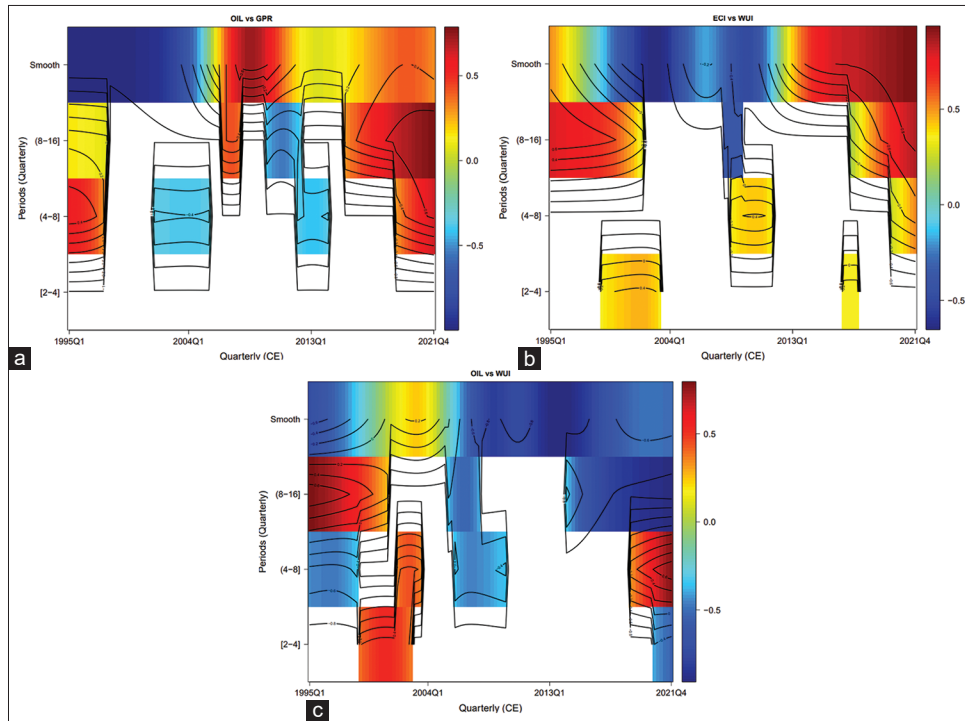 OIL vs GPR
Periods (Quarterly)
Smooth
(8−16]
(4−8]
[2−4]
1995Q1
2004Q1
2013Q1
2021Q4
Quarterly (CE)
0.5
0.0
−0.5
a
ECI vs WUI
Periods (Quarterly)
Smooth
(8−16]
(4−8]
[2−4]
1995Q1
2004Q1
2013Q1
2021Q4
Quarterly (CE)
0.5
0.0
−0.5
b
OIL vs WUI
Periods (Quarterly)
Smooth
(8−16]
(4−8]
[2−4]
1995Q1
2004Q1
2013Q1
2021Q4
Quarterly (CE)
0.5
0.0
−0.5
c